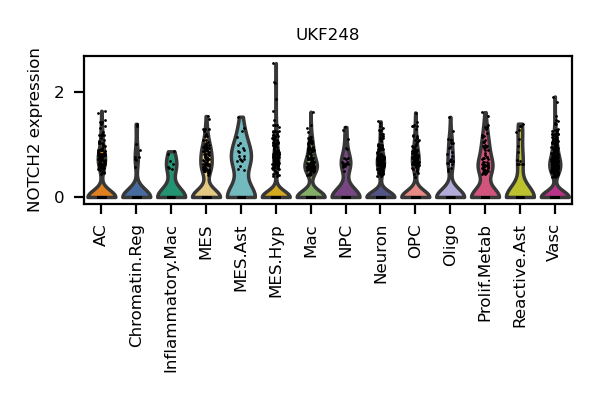 UKF248
NOTCH2 expression
2
0
AC
Chromatin.Reg
Inflammatory.Mac
MES
MES.Ast
MES.Hyp
Mac
NPC
Neuron
OPC
Oligo
Prolif.Metab
Reactive.Ast
Vasc